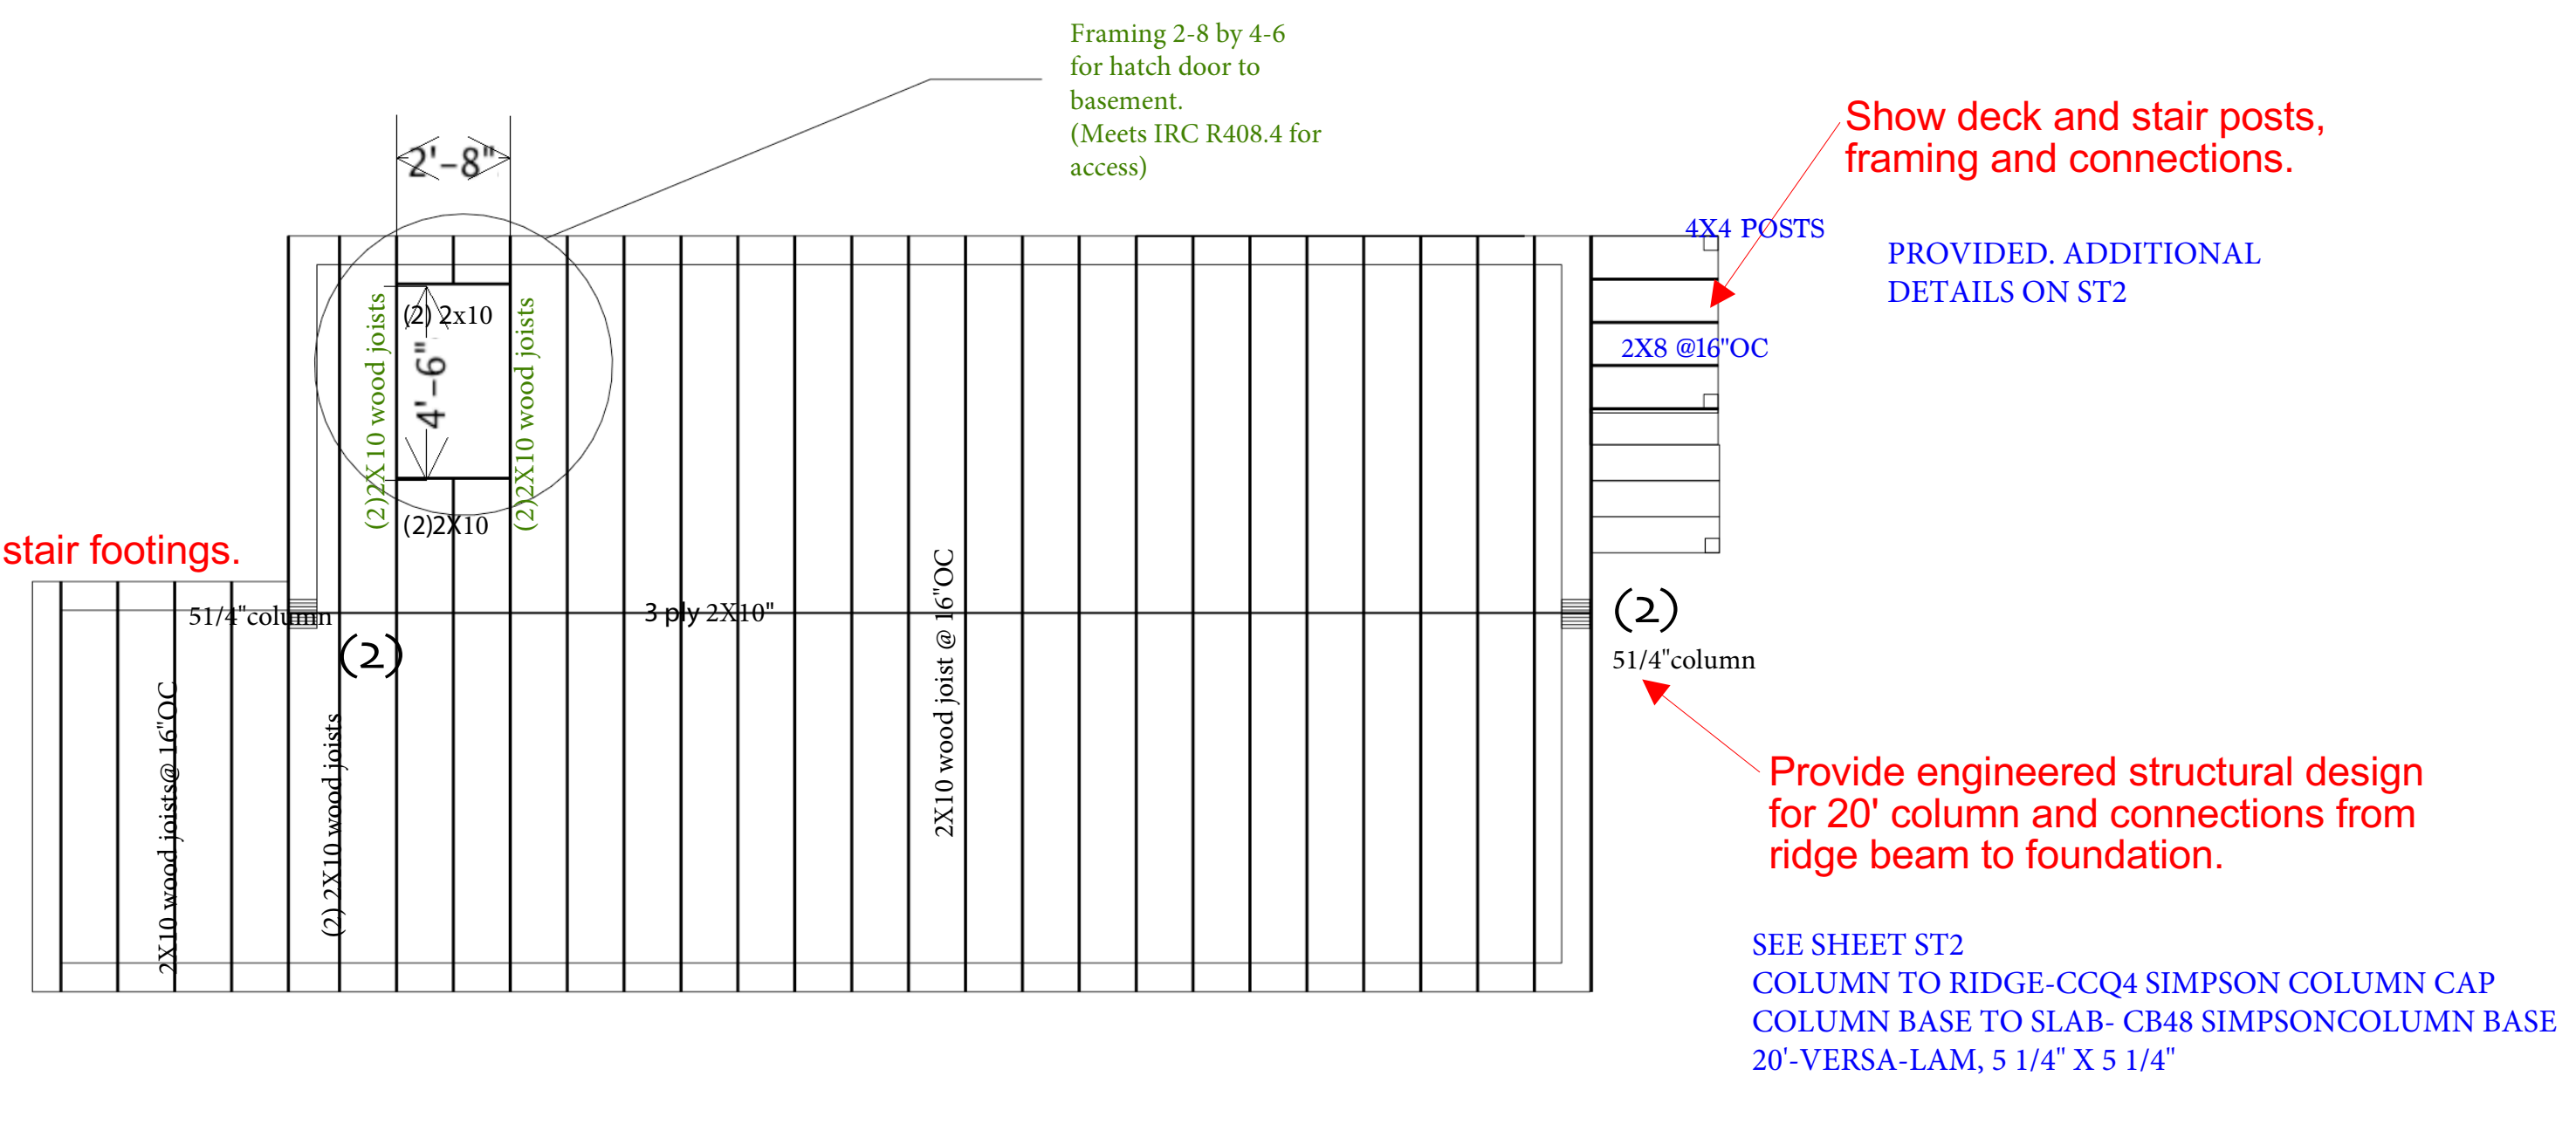 Framing 2-8 by 4-6
for hatch door to
basement.
(Meets IRC R408.4 for
access)
Show deck and stair posts,
framing and connections.
2'-8"
4X4 POSTS
PROVIDED. ADDITIONAL
DETAILS ON ST2
(2)2X10 wood joists
(2) 2x10
4'-6"
(2)2X10 wood joists
2X8 @16"OC
(2)2X10
stair footings.
51/4"column
(2)
3 ply 2X10"
2X10 wood joist @ 16"OC
(2)
51/4"column
2X10 wood joists@ 16"OC
(2) 2X10 wood joists
Provide engineered structural design
for 20' column and connections from
ridge beam to foundation.
SEE SHEET ST2
COLUMN TO RIDGE-CCQ4 SIMPSON COLUMN CAP
COLUMN BASE TO SLAB- CB48 SIMPSONCOLUMN BASE
20'-VERSA-LAM, 5 1/4" X 5 1/4"